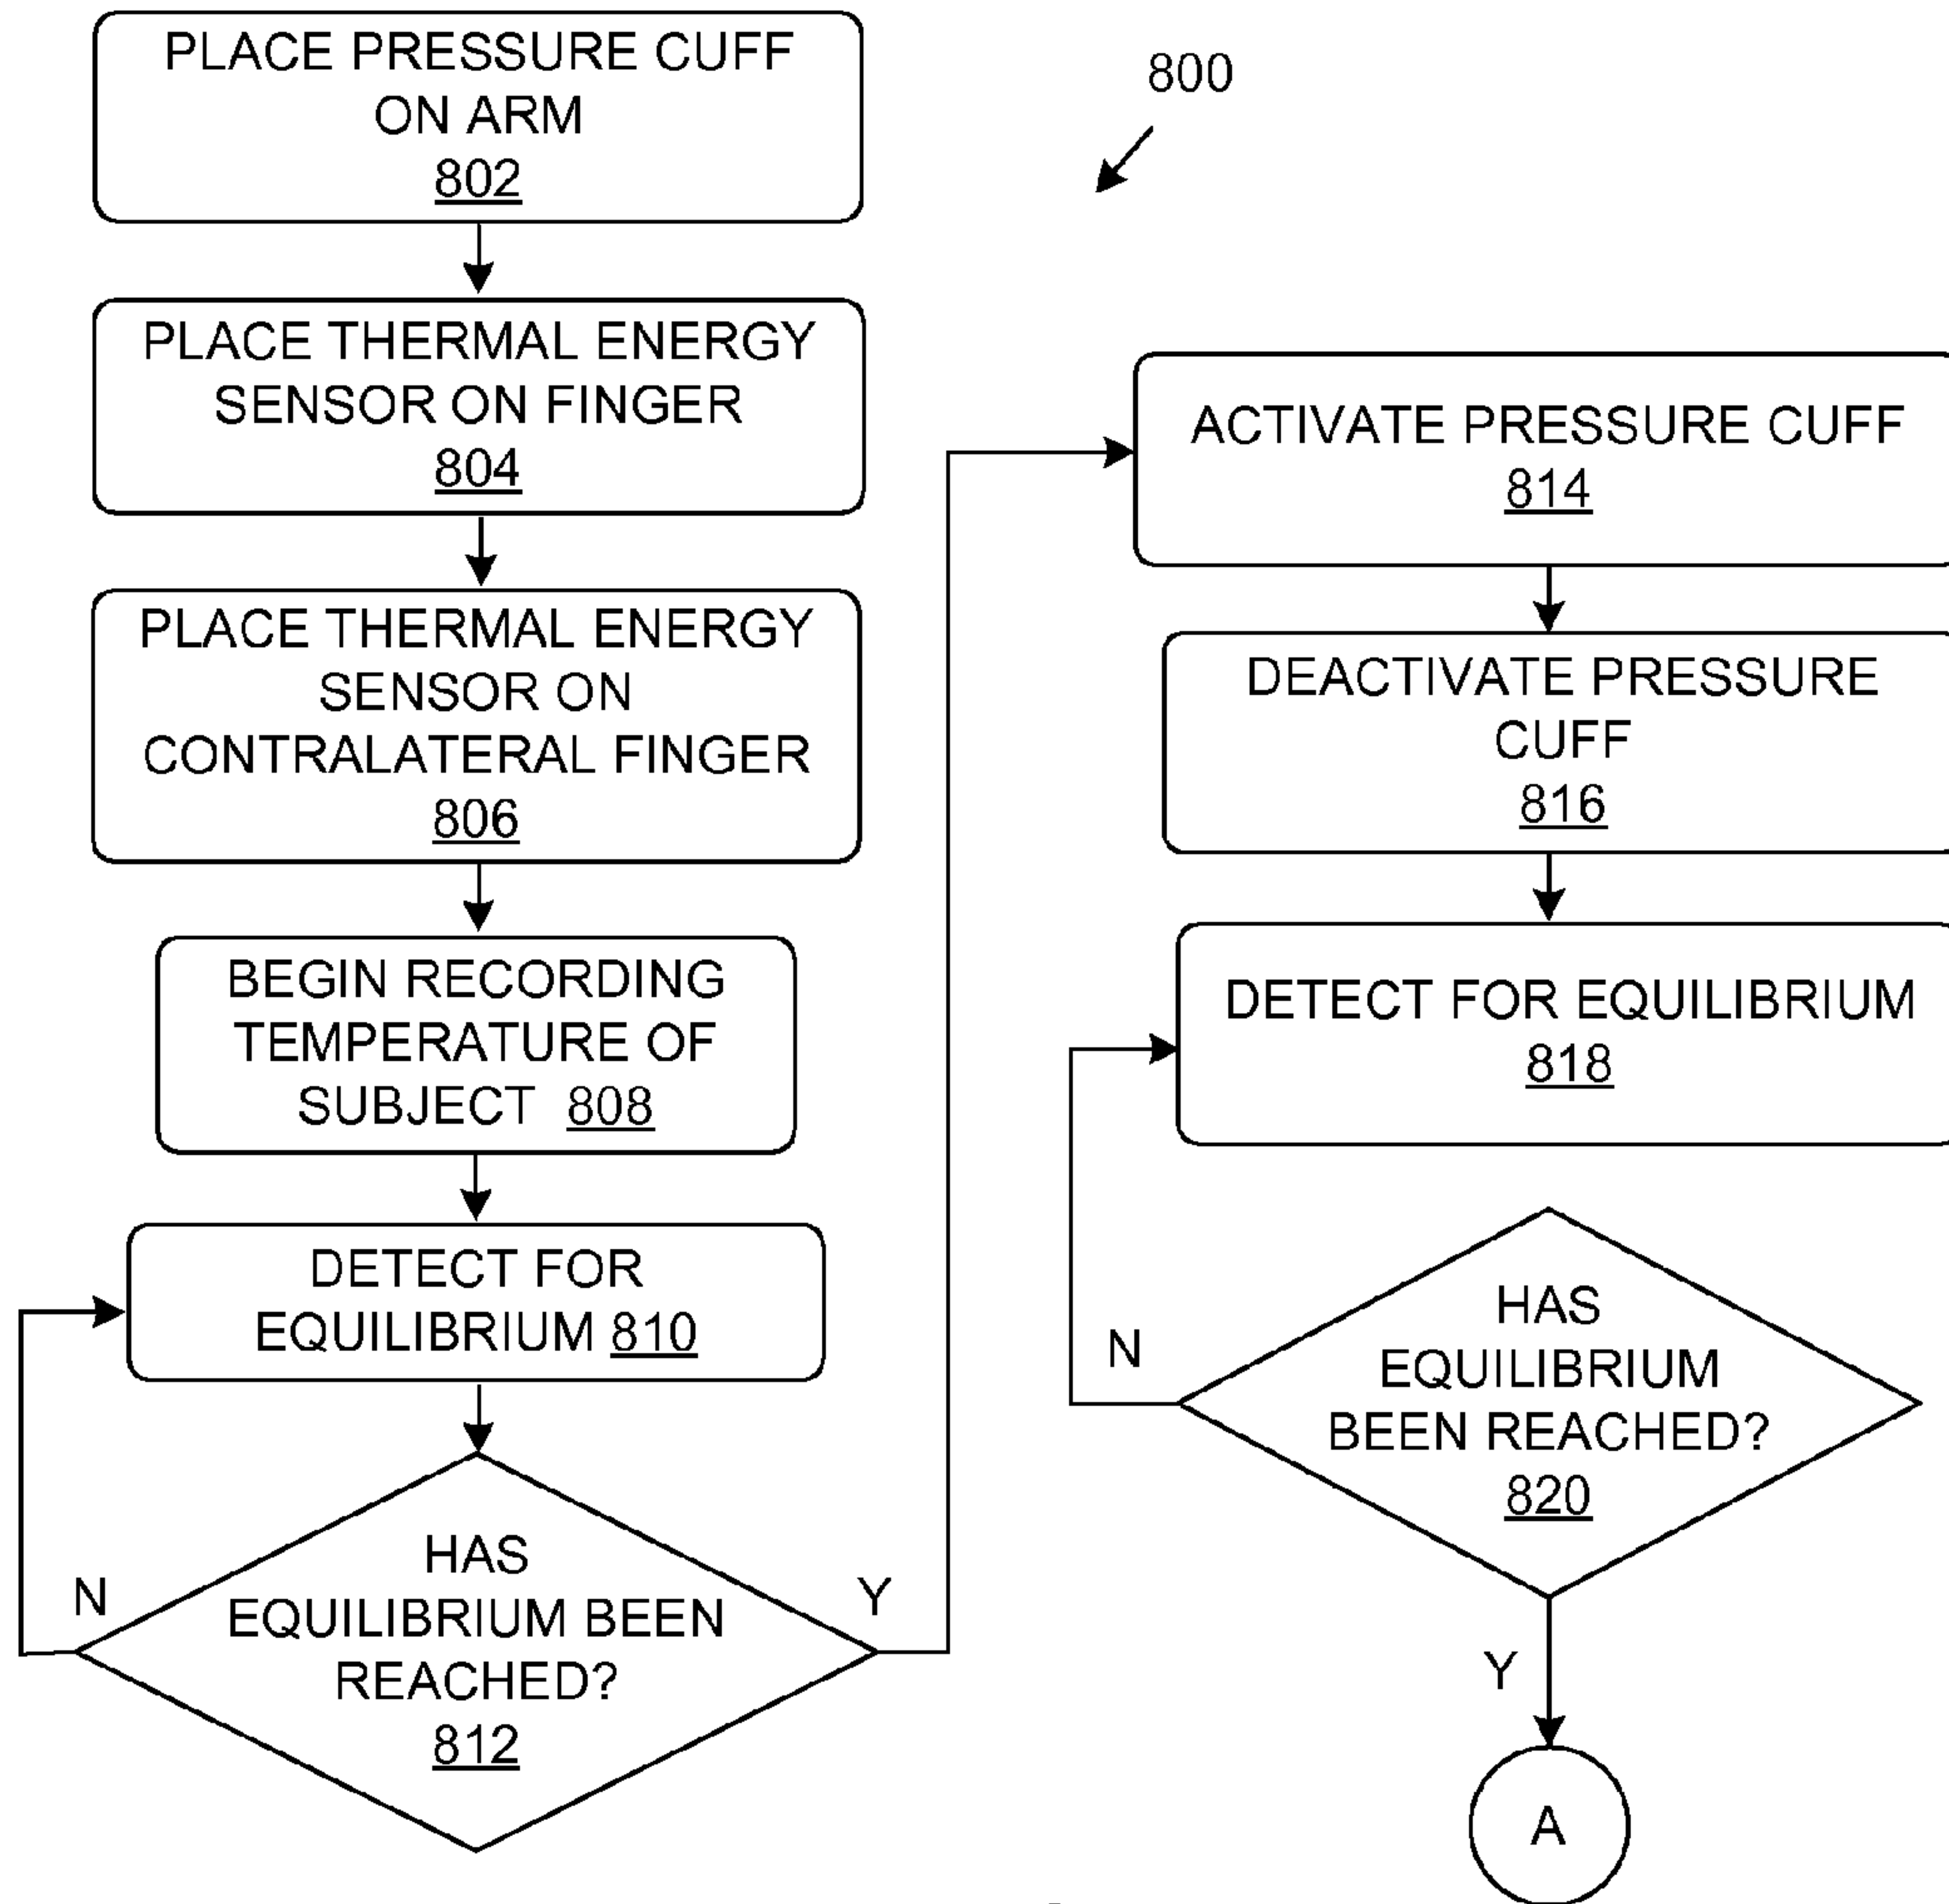 PLACE PRESSURE CUFF
ON ARM
802
PLACE THERMAL ENERGY
SENSOR ON FINGER
804
PLACE THERMAL ENERGY
SENSOR ON
CONTRALATERAL FINGER
806
BEGIN RECORDING
TEMPERATURE OF
SUBJECT 808
DETECT FOR
EQUILIBRIUM 810
HAS
EQUILIBRIUM BEEN
REACHED?
812
N
Y
800
ACTIVATE PRESSURE CUFF
814
DEACTIVATE PRESSURE
CUFF
816
DETECT FOR EQUILIBRIUM
818
HAS
EQUILIBRIUM
BEEN REACHED?
820
N
Y
A